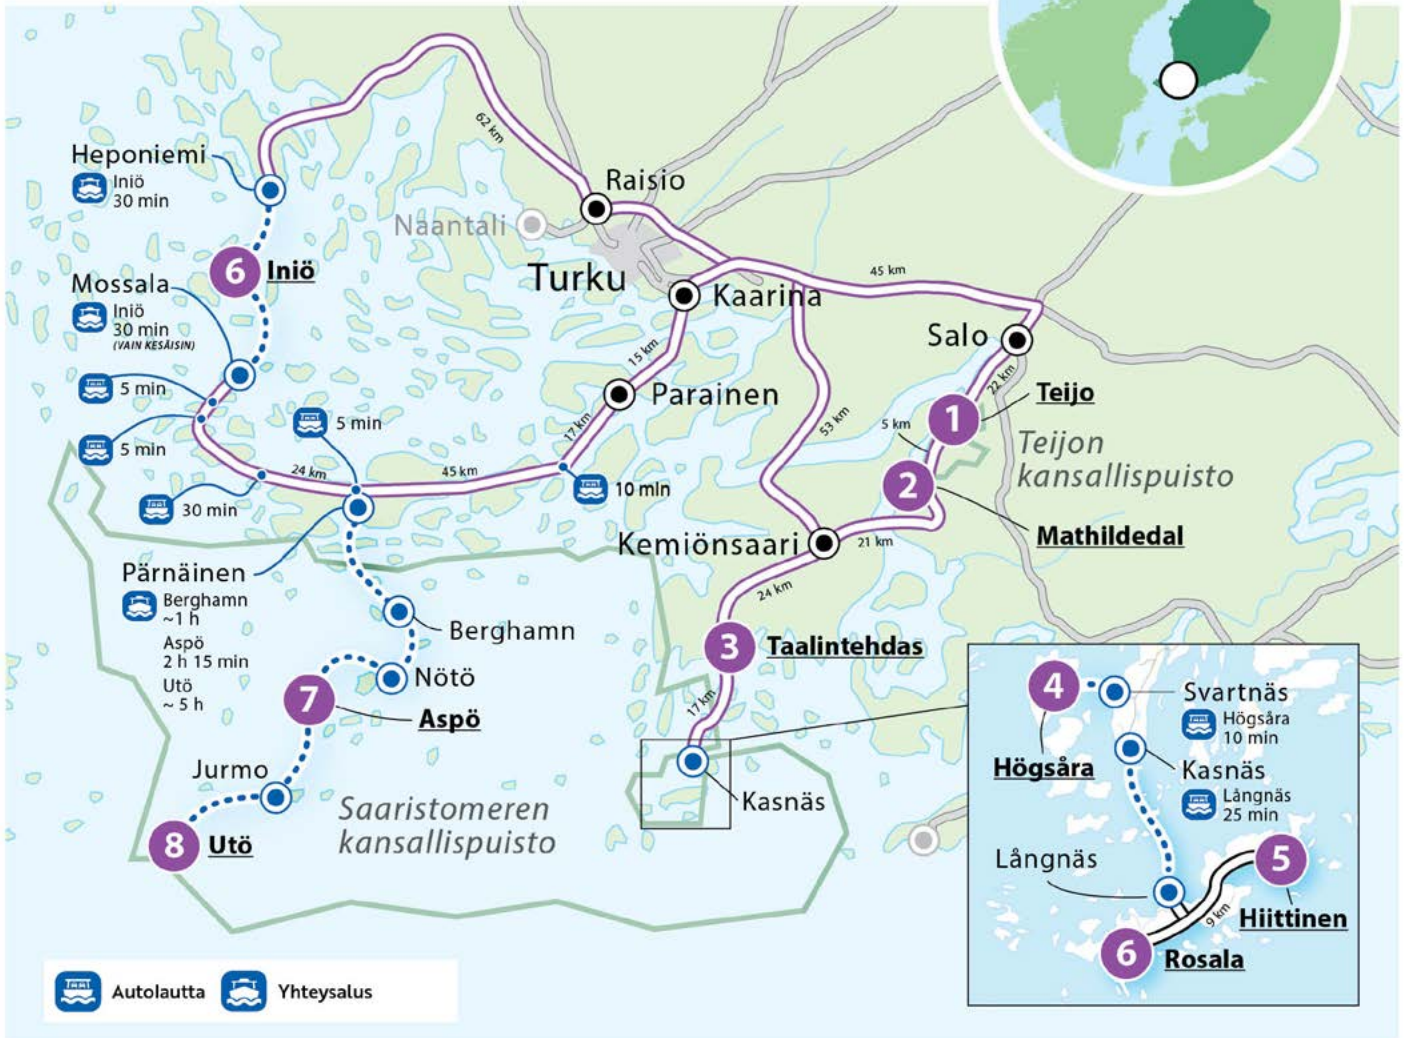 62 km
Heponiemi
Iniö
30 min
Raisio
Naantali
6
Iniö
Turku
45 km
Mossala
Iniö
30 min
(VAIN KESÄISIN)
Kaarina
Salo
15 km
22 km
5 min
Parainen
Teijo
1
5 km
53 km
5 min
5 min
17 km
Teijon
kansallispuisto
24 km
45 km
10 min
2
30 min
Mathildedal
Kemiönsaari
21 km
Pärnäinen
Berghamn
~1 h
Aspö
2 h 15 min
Utö
~ 5 h
24 km
Berghamn
3
Taalintehdas
Nötö
7
Aspö
17 km
Jurmo
Kasnäs
Saaristomeren
kansallispuisto
8
Utö
4
Svartnäs
Högsåra
10 min
Högsåra
Kasnäs
Långnäs
25 min
Långnäs
5
9 km
Hiittinen
6
Rosala
Autolautta
Yhteysalus